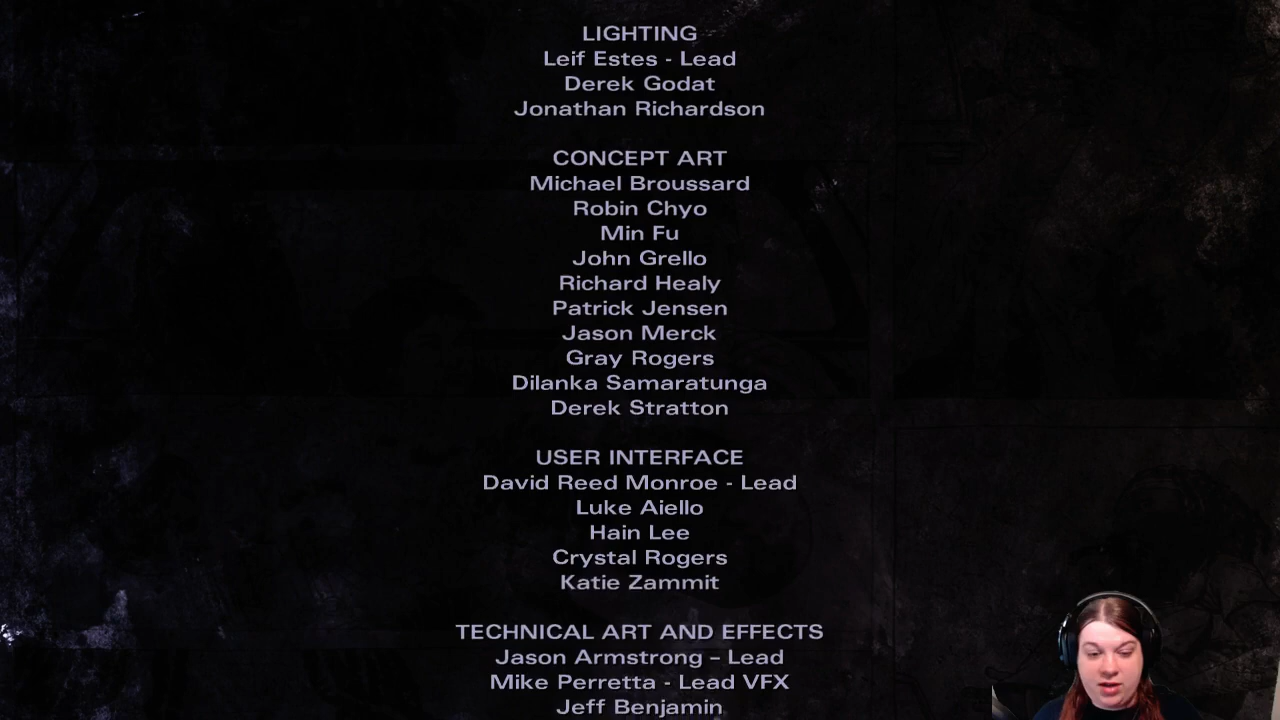 LIGHTING
Leif Estes - Lead
Derek Godat
Jonathan Richardson
CONCEPT ART
Michael Broussard
Robin Chyo
Min Fu
John Grello
Richard Healy
Patrick Jensen
Jason Merck
Gray Rogers
Dilanka Samaratunga
Derek Stratton
USER INTERFACE
David Reed Monroe - Lead
Luke Aiello
Hain Lee
Crystal Rogers
Katie Zammit
TECHNICAL ART AND EFFECTS
Jason Armstrong – Lead
Mike Perretta - Lead VFX
Jeff Benjamin